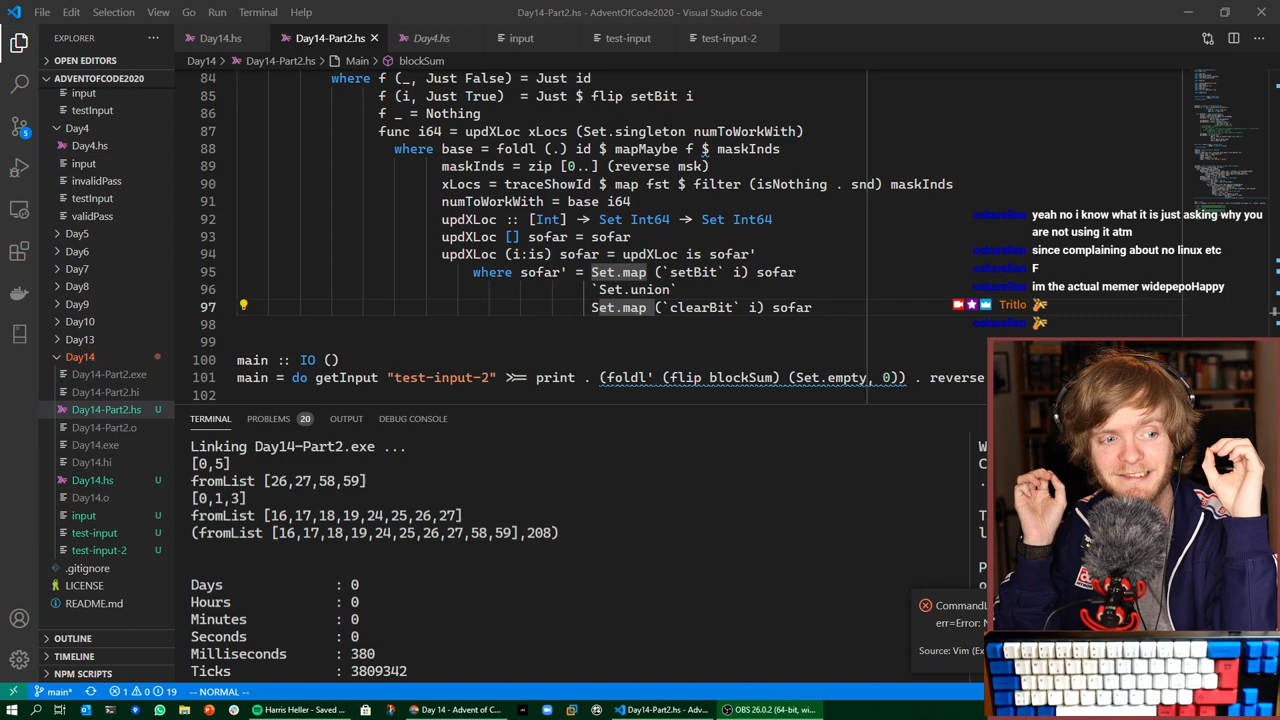 File Edit Selection View Go Run Terminal Help
Day14-Part2.hs - AdventOfCode2020 - Visual Studio Code
EXPLORER
Day14.hs
Day14-Part2.hs
Day4.hs
input
test-input
test-input-2
OPEN EDITORS
Day14 > Day14-Part2.hs > Main > blockSum
ADVENTOFCODE2020
input
testInput
Day4
Day4.hs
input
invalidPass
testInput
validPass
Day5
Day6
Day7
Day8
Day9
Day10
Day13
Day14
Day14-Part2.exe
Day14-Part2.hi
Day14-Part2.hs U
Day14-Part2.o
Day14.exe
Day14.hi
Day14.hs U
Day14.o
input U
test-input U
test-input-2 U
.gitignore
LICENSE
README.md
OUTLINE
TIMELINE
NPM SCRIPTS
84 where f (_, Just False) = Just id
85 f (i, Just True) = Just $ flip setBit i
86 f _ = Nothing
87 func i64 = updXLoc xLocs (Set.singleton numToWorkWith)
88 where base = foldr (.) id $ mapMaybe f $ maskInds
89 maskInds = zip [0..] (reverse msk)
90 xLocs = traceShowId $ map fst $ filter (isNothing . snd) maskInds
91 numToWorkWith = base i64
92 updXLoc :: [Int] → Set Int64 → Set Int64
93 updXLoc [] sofar = sofar
94 updXLoc (i:is) sofar = updXLoc is sofar'
95 where sofar' = Set.map (`setBit` i) sofar
96 `Set.union`
97 Set.map (`clearBit` i) sofar
98
99
100 main :: IO ()
101 main = do getInput "test-input-2" >>= print . (foldl' (flip blockSum) (Set.empty, 0)) . reverse
102
yeah no i know what it is just asking why you
are not using it atm
since complaining about no linux etc
F
im the actual memer widepepoHappy
Tritlo
TERMINAL PROBLEMS 20 OUTPUT DEBUG CONSOLE
Linking Day14-Part2.exe ...
[0,5]
fromList [26,27,58,59]
[0,1,3]
fromList [16,17,18,19,24,25,26,27]
(fromList [16,17,18,19,24,25,26,27,58,59],208)
Days : 0
Hours : 0
Minutes : 0
Seconds : 0
Milliseconds : 380
Ticks : 3809342
err=Error:
Source: Vim
5
main* 1 0 19 -- NORMAL --
Harris Heller - Saved ...
Day 14 - Advent of C...
Day14-Part2.hs - Ad...
OBS 26.0.2 (64-bit, wi...